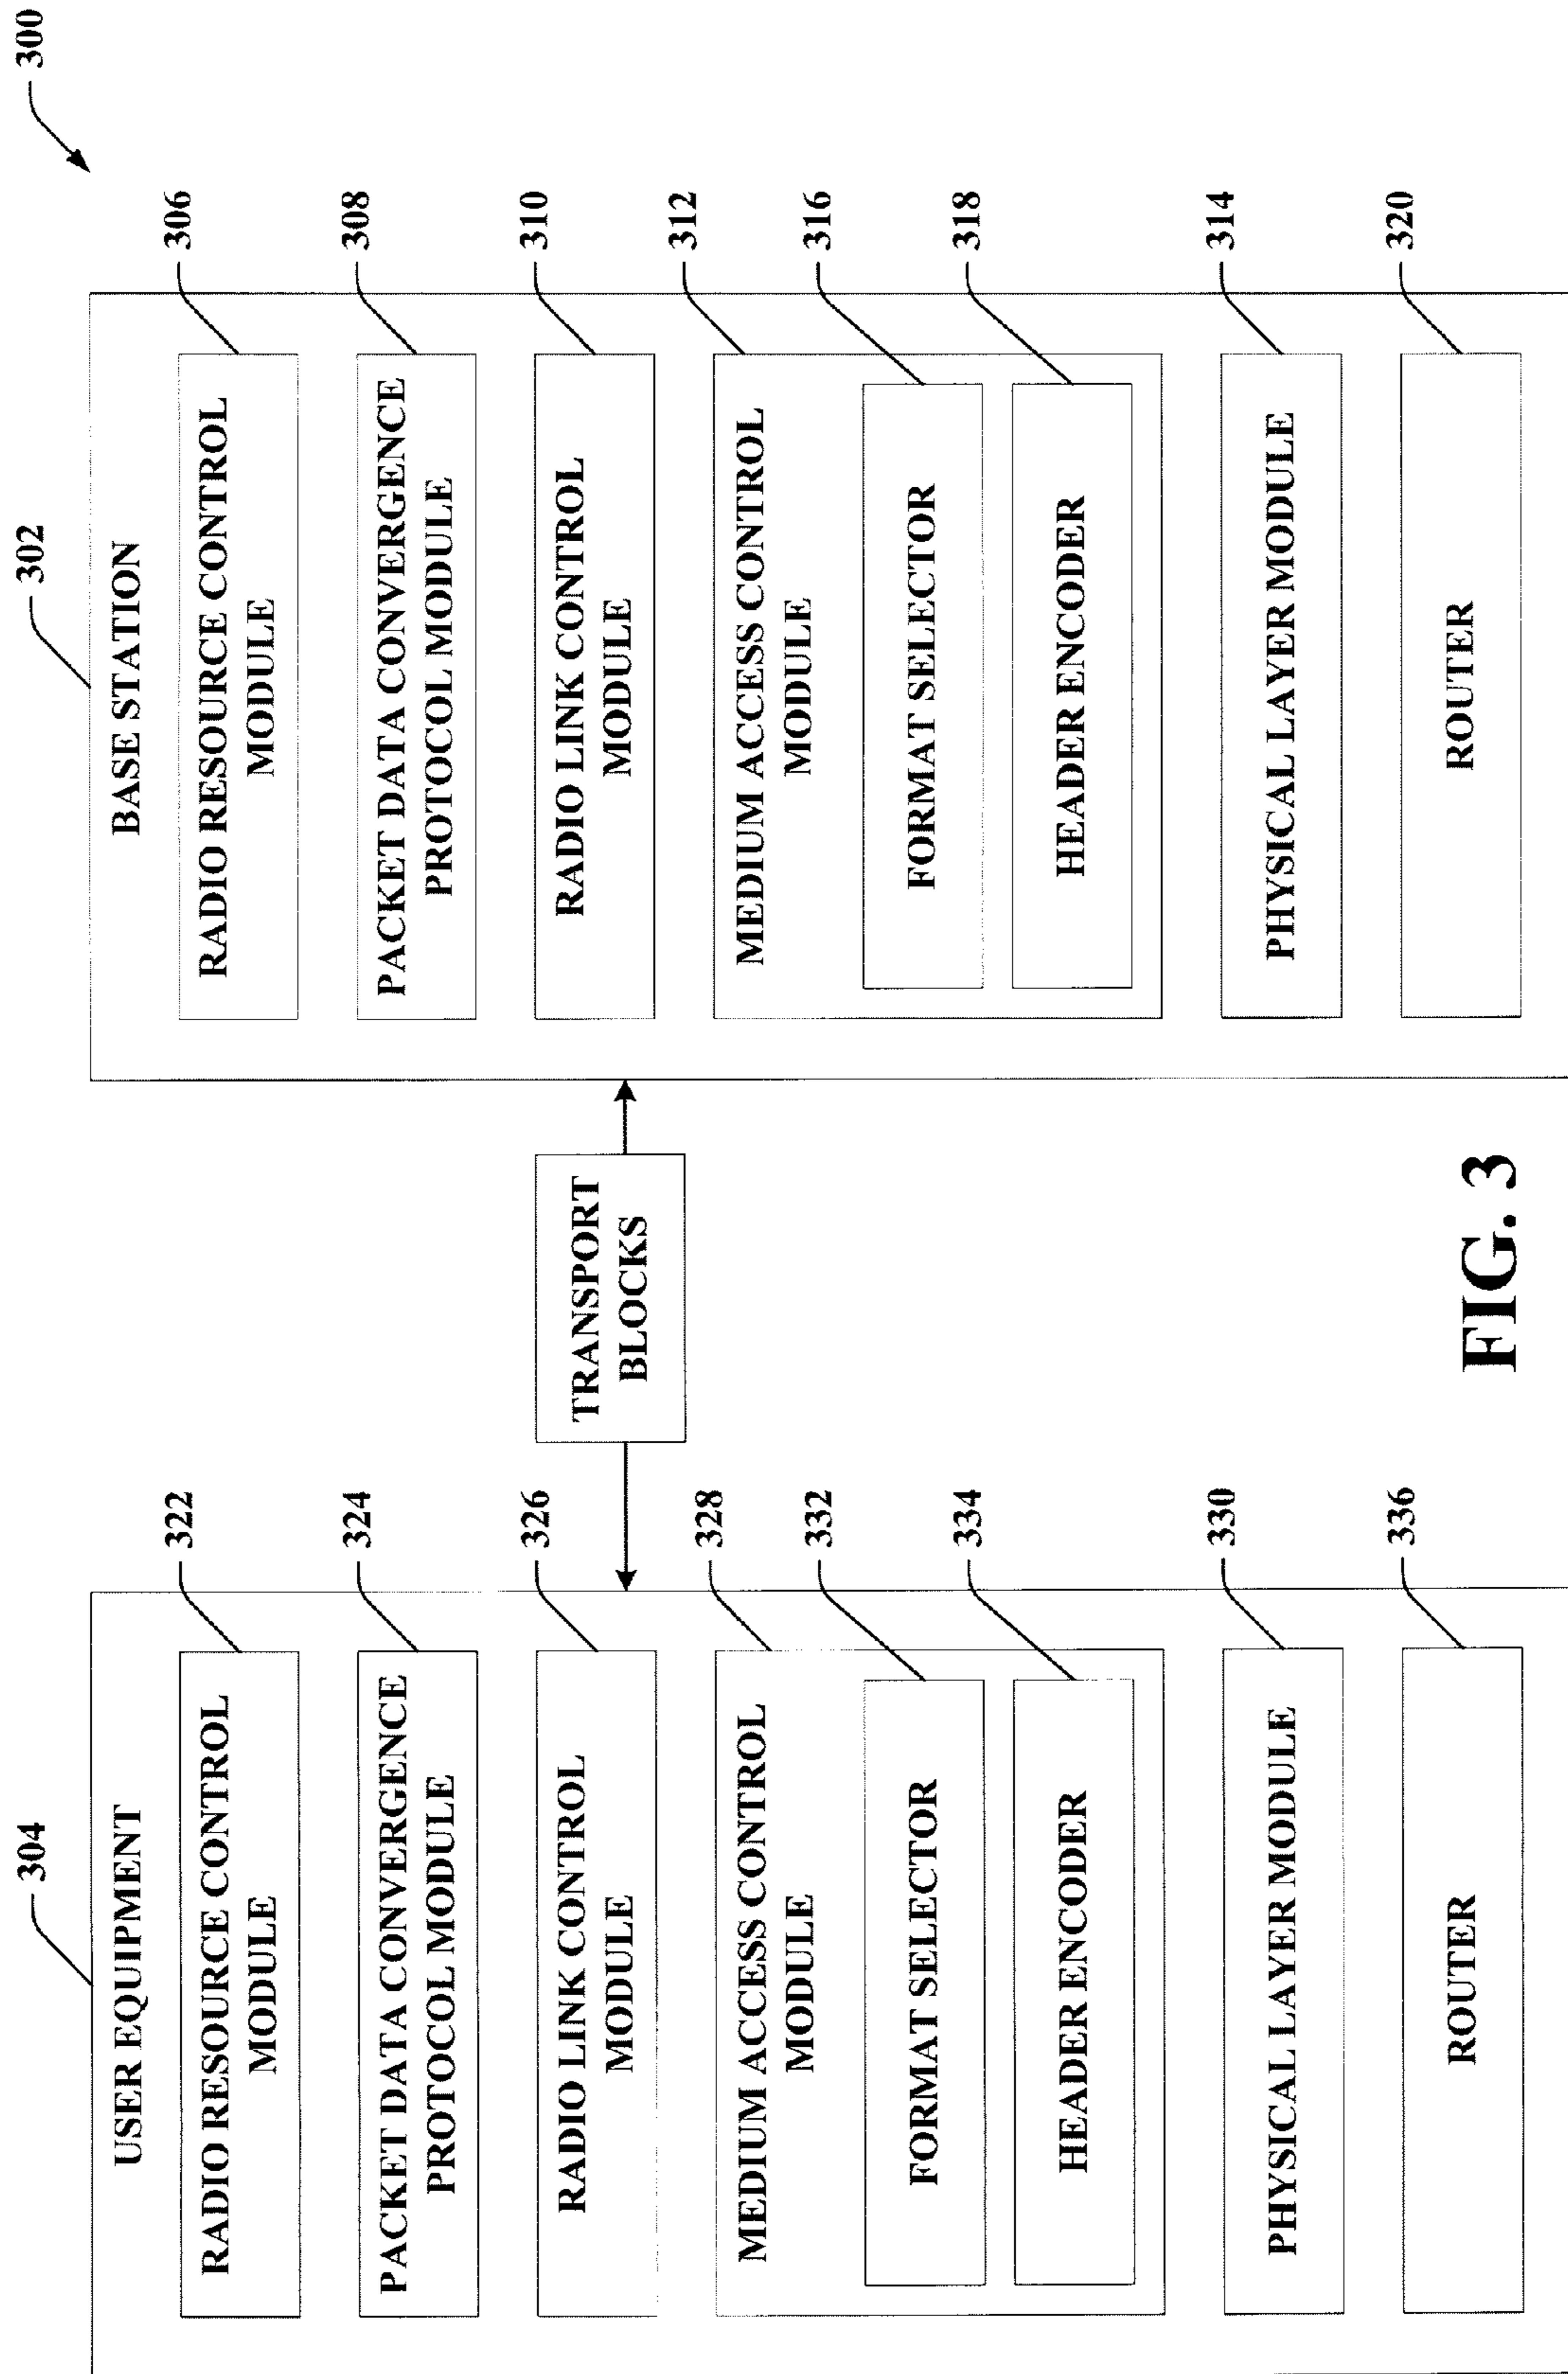 300
304
USER EQUIPMENT
322
RADIO RESOURCE CONTROL
MODULE
324
PACKET DATA CONVERGENCE
PROTOCOL MODULE
326
RADIO LINK CONTROL
MODULE
328
MEDIUM ACCESS CONTROL
MODULE
332
FORMAT SELECTOR
334
HEADER ENCODER
330
PHYSICAL LAYER MODULE
336
ROUTER
TRANSPORT
BLOCKS
302
BASE STATION
306
RADIO RESOURCE CONTROL
MODULE
308
PACKET DATA CONVERGENCE
PROTOCOL MODULE
310
RADIO LINK CONTROL
MODULE
312
MEDIUM ACCESS CONTROL
MODULE
316
FORMAT SELECTOR
318
HEADER ENCODER
314
PHYSICAL LAYER MODULE
320
ROUTER
FIG. 3